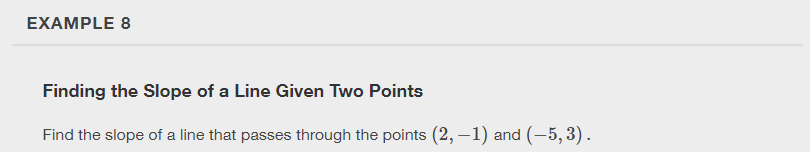 EXAMPLE 8
Finding the Slope of a Line Given Two Points
Find the slope of a line that passes through the points (2, −1) and (−5, 3) .